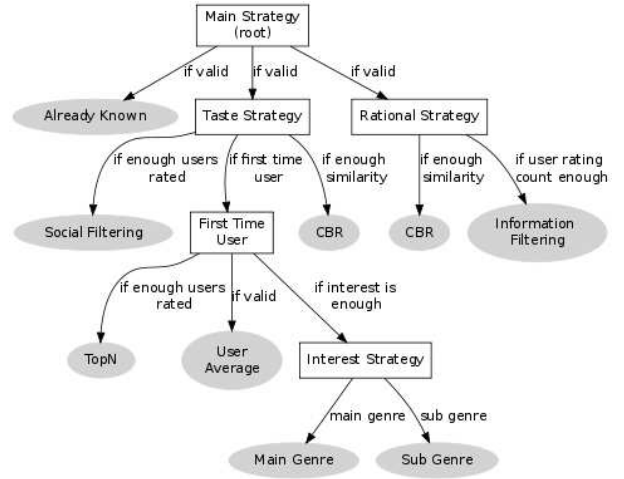 Main Strategy
(root)
if valid
if valid
if valid
Already Known
Taste Strategy
Rational Strategy
if enough users
rated
if first time
user
if enough
similarity
if enough
similarity
if user rating
count enough
Social Filtering
First Time
User
CBR
CBR
Information
Filtering
if enough users
rated
if valid
if interest is
enough
TopN
User
Average
Interest Strategy
main genre
sub genre
Main Genre
Sub Genre